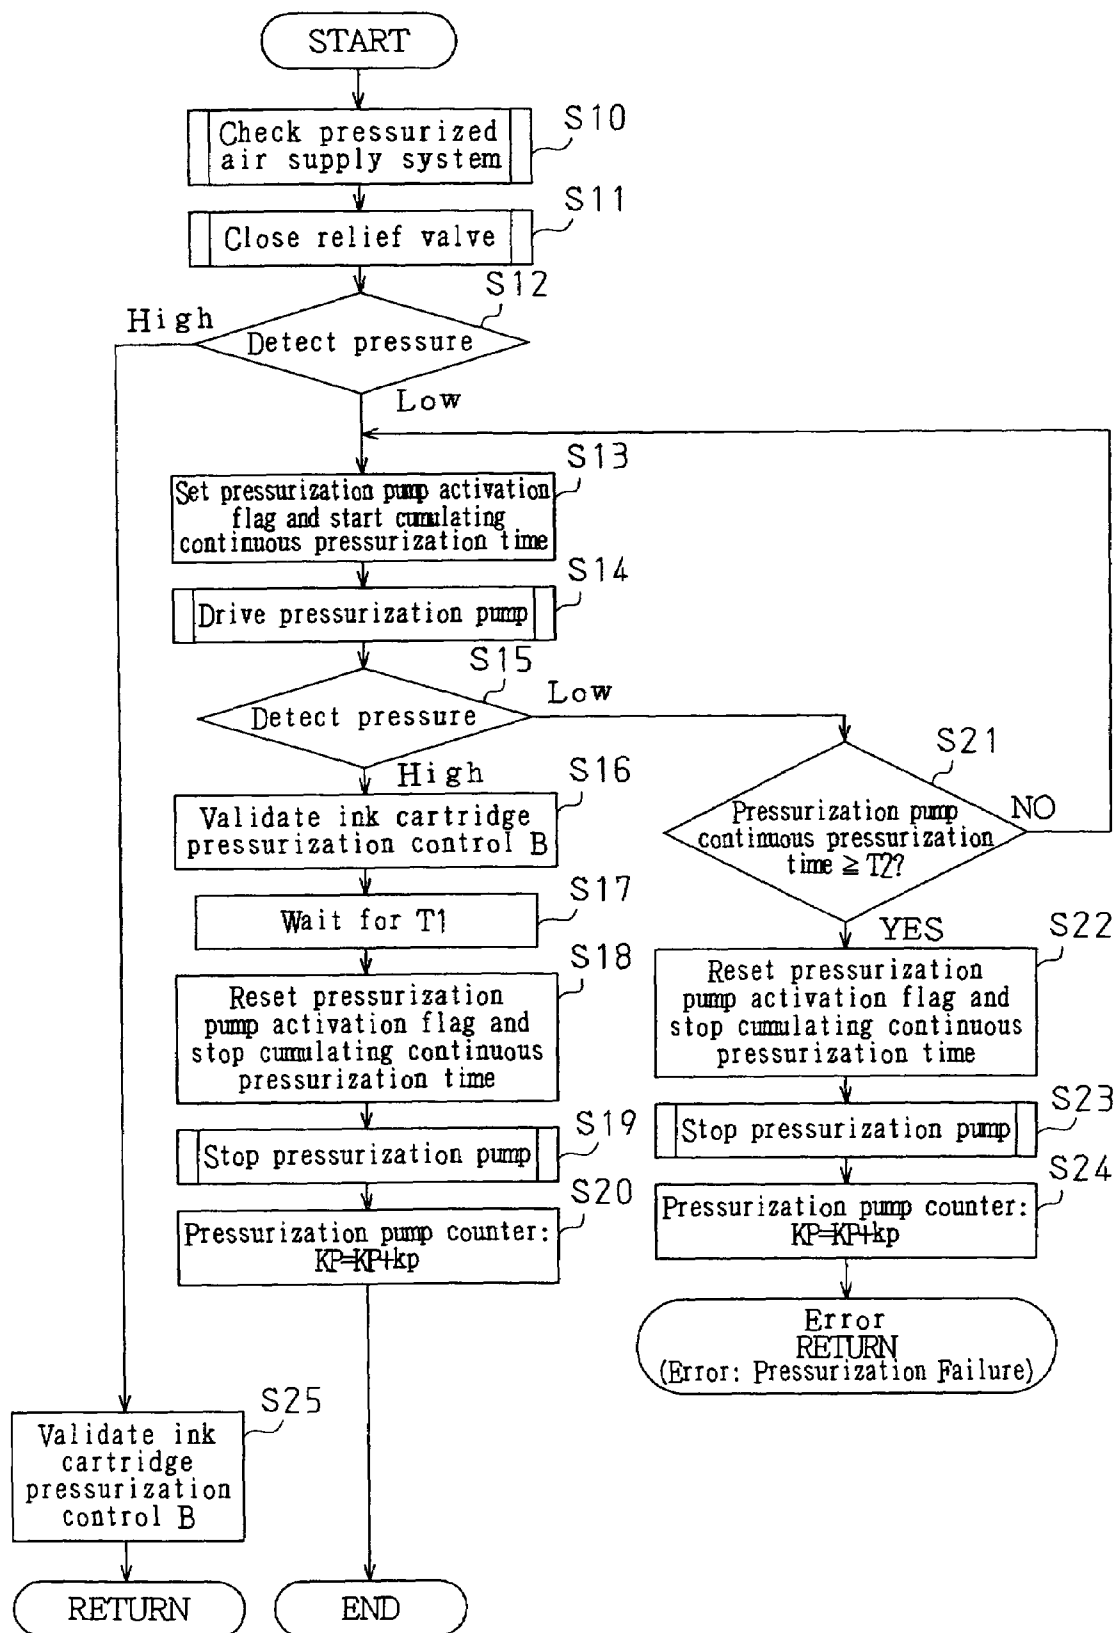 START
Check pressurized
air supply system
S10
Close relief valve
S11
S12
High
Detect pressure
Low
S13
Set pressurization pump activation
flag and start cumulating
continuous pressurization time
S14
Drive pressurization pump
S15
Detect pressure
Low
High
S16
Validate ink cartridge
pressurization control B
S17
Wait for T1
S18
Reset pressurization
pump activation flag and
stop cumulating continuous
pressurization time
S19
Stop pressurization pump
S20
Pressurization pump counter:
KP=KP+kp
END
S21
Pressurization pump
continuous pressurization
time ≧ T2?
NO
YES
S22
Reset pressurization
pump activation flag and
stop cumulating continuous
pressurization time
S23
Stop pressurization pump
S24
Pressurization pump counter:
KP=KP+kp
Error
RETURN
(Error: Pressurization Failure)
S25
Validate ink
cartridge
pressurization
control B
RETURN